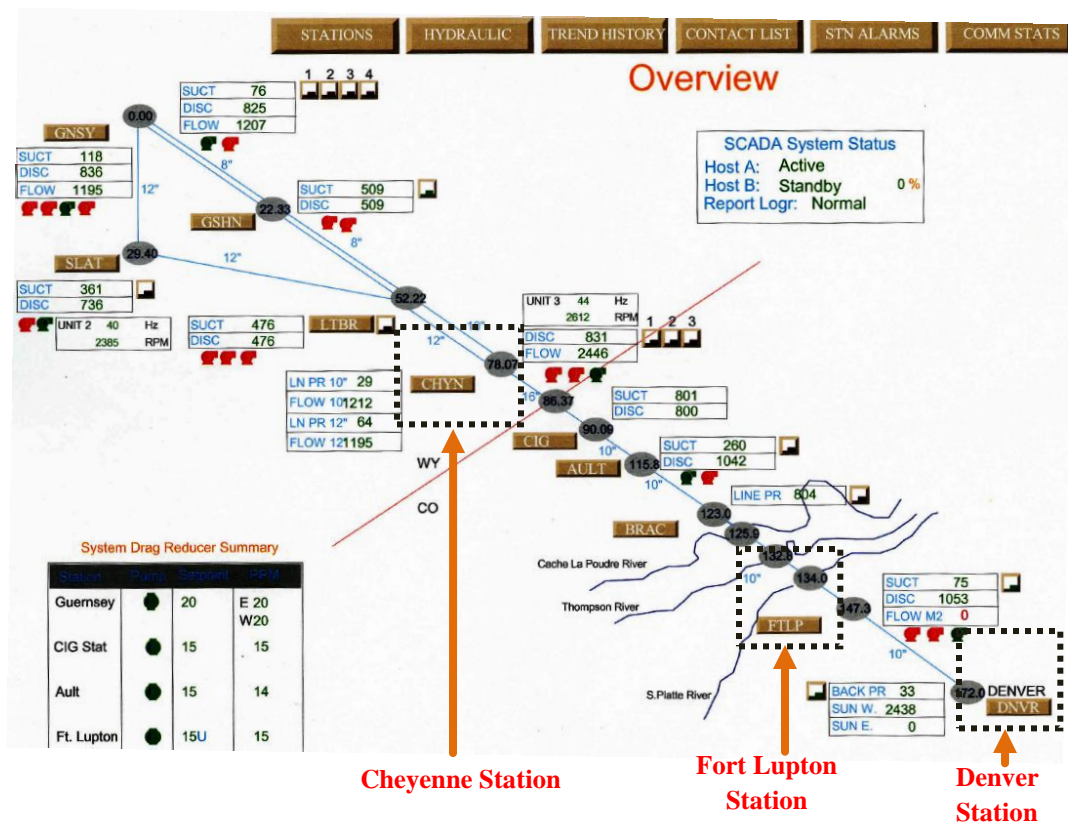 STATIONS
HYDRAULIC
TREND HISTORY
CONTACT LIST
STN ALARMS
COMM STATS
Overview
1 2 3 4
SUCT 76
DISC 825
FLOW 1207
0.00
GNSY
SUCT 118
DISC 836
FLOW 1195
8"
12"
SCADA System Status
Host A: Active
Host B: Standby 0 %
Report Logr: Normal
SUCT 509
DISC 509
22.33
GSHN
8"
29.40
SLAT
12"
SUCT 361
DISC 736
UNIT 2 40 Hz
2385 RPM
52.22
SUCT 476
DISC 476
LTBR
12"
UNIT 3 44 Hz
2612 RPM
DISC 831
FLOW 2446
1 2 3
78.07
CHYN
LN PR 10" 29
FLOW 10 1212
LN PR 12" 64
FLOW 12 1195
16"
86.37
SUCT 801
DISC 800
90.09
CIG
10"
WY
CO
SUCT 260
DISC 1042
115.8
AULT
10"
LINE PR 804
123.0
BRAC
125.9
132.8
Cache La Poudre River
10"
134.0
Thompson River
FTLP
147.3
SUCT 75
DISC 1053
FLOW M2 0
10"
S.Platte River
BACK PR 33
SUN W. 2438
SUN E. 0
172.0
DENVER
DNVR
System Drag Reducer Summary
Station Pump Setpoint PPM
Guernsey 20 E 20
W20
CIG Stat 15 15
Ault 15 14
Ft. Lupton 15U 15
Cheyenne Station
Fort Lupton
Station
Denver
Station